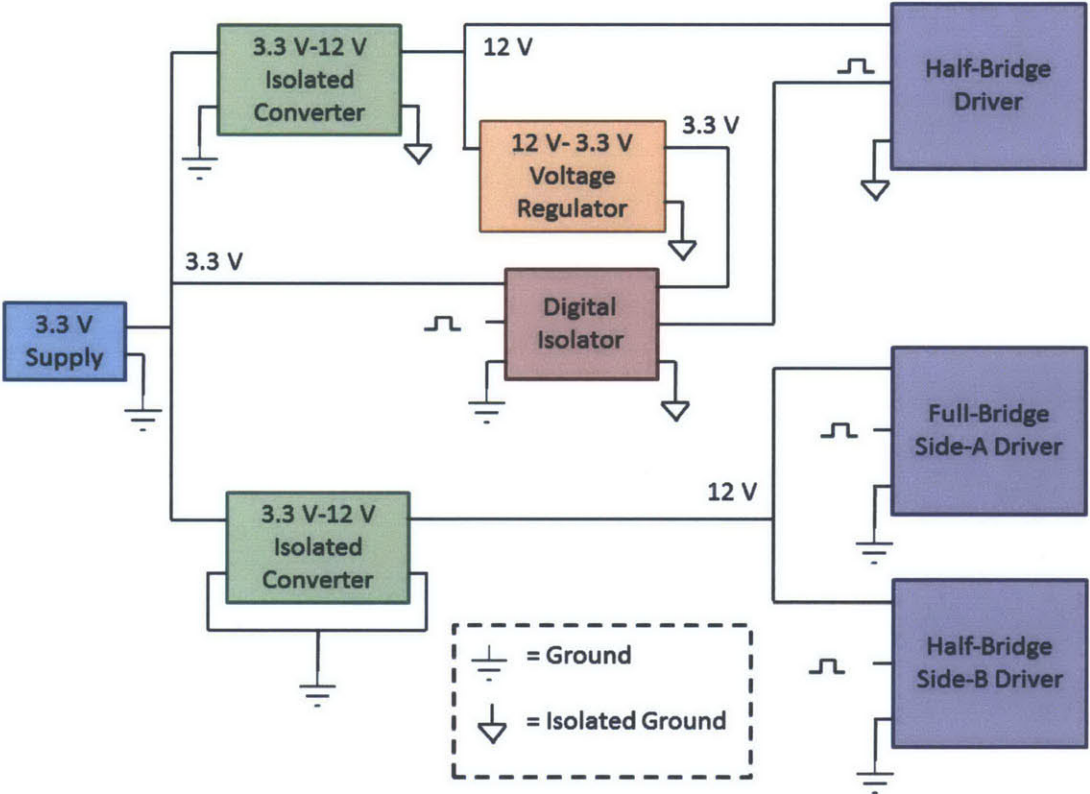 3.3 V-12 V
Isolated
Converter
12 V
Half-Bridge
Driver
12 V- 3.3 V
Voltage
Regulator
3.3 V
3.3 V
Digital
Isolator
3.3 V
Supply
Full-Bridge
Side-A Driver
12 V
3.3 V-12 V
Isolated
Converter
Half-Bridge
Side-B Driver
= Ground
= Isolated Ground